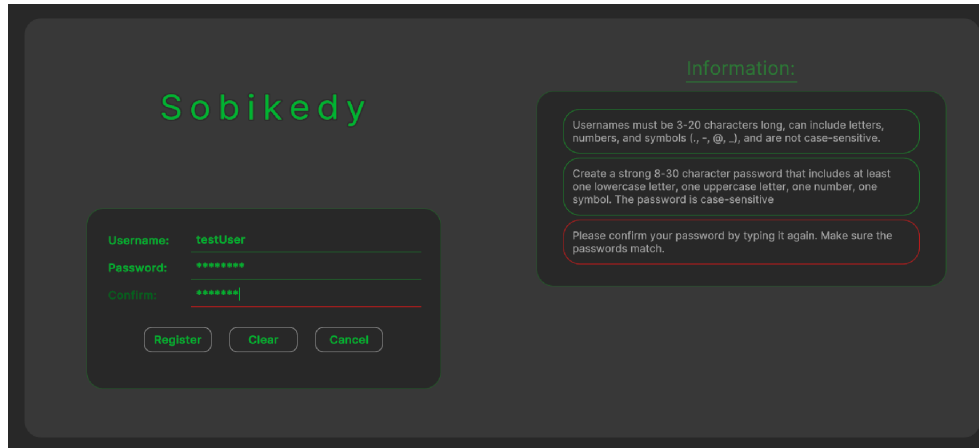 Sobikedy
Username: testUser
Password: ********
Confirm: *******
Register Clear Cancel
Information:
Usernames must be 3-20 characters long, can include letters,
numbers, and symbols (., -, @, _), and are not case-sensitive.
Create a strong 8-30 character password that includes at least
one lowercase letter, one uppercase letter, one number, one
symbol. The password is case-sensitive
Please confirm your password by typing it again. Make sure the
passwords match.